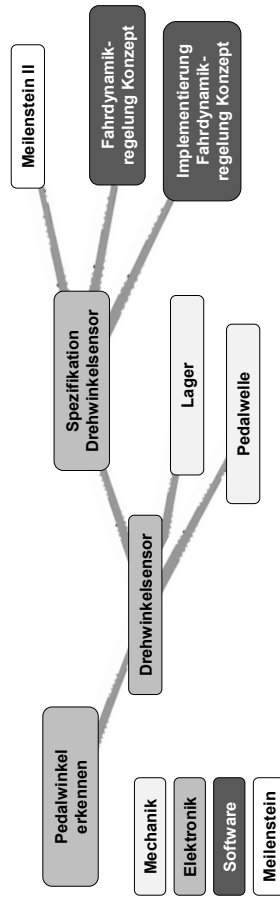 Pedalwinkel
erkennen
Drehwinkelsensor
Spezifikation
Drehwinkelsensor
Meilenstein II
Fahrdynamik-
regelung Konzept
Implementierung
Fahrdynamik-
regelung Konzept
Lager
Pedalwelle
Mechanik
Elektronik
Software
Meilenstein